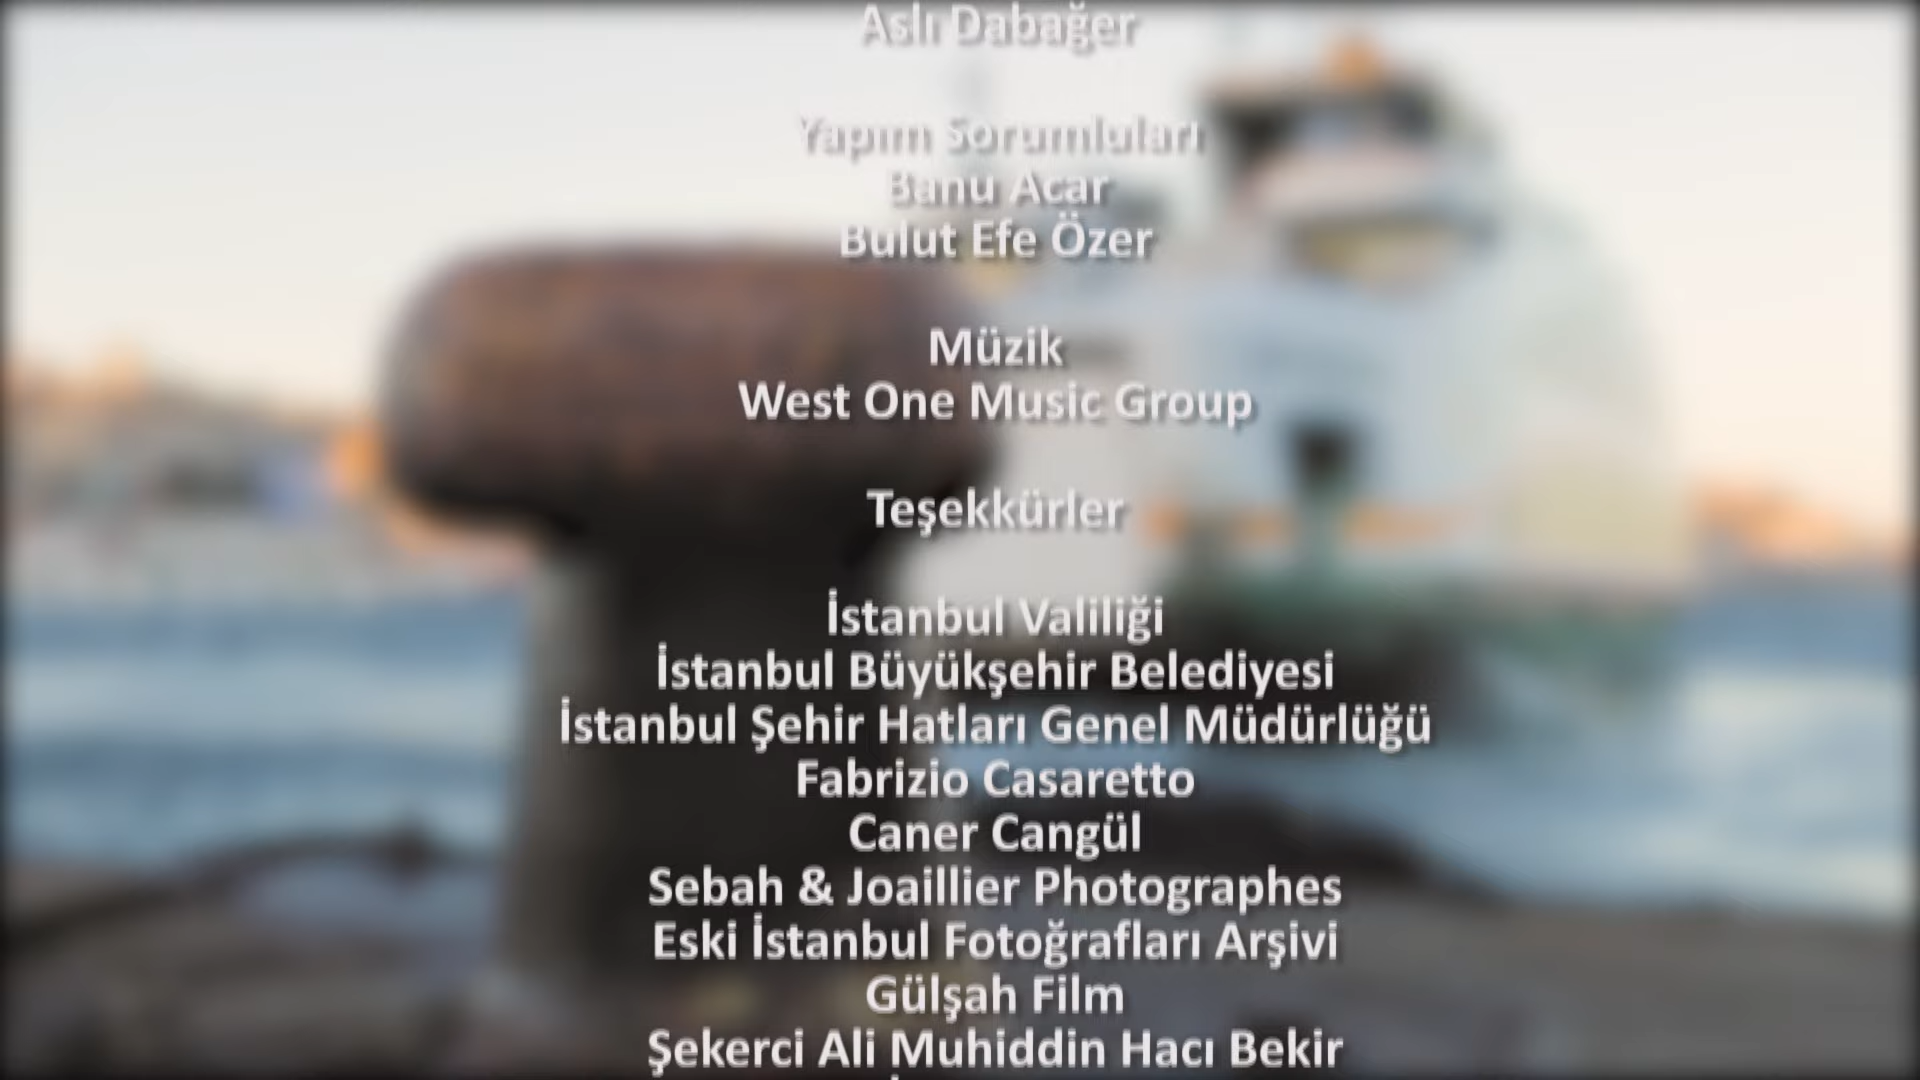 Aslı Dabağer
Yapım Sorumluları
Banu Acar
Bulut Efe Özer
Müzik
West One Music Group
Teşekkürler
İstanbul Valiliği
İstanbul Büyükşehir Belediyesi
İstanbul Şehir Hatları Genel Müdürlüğü
Fabrizio Casaretto
Caner Cangül
Sebah & Joaillier Photographes
Eski İstanbul Fotoğrafları Arşivi
Gülşah Film
Şekerci Ali Muhiddin Hacı Bekir